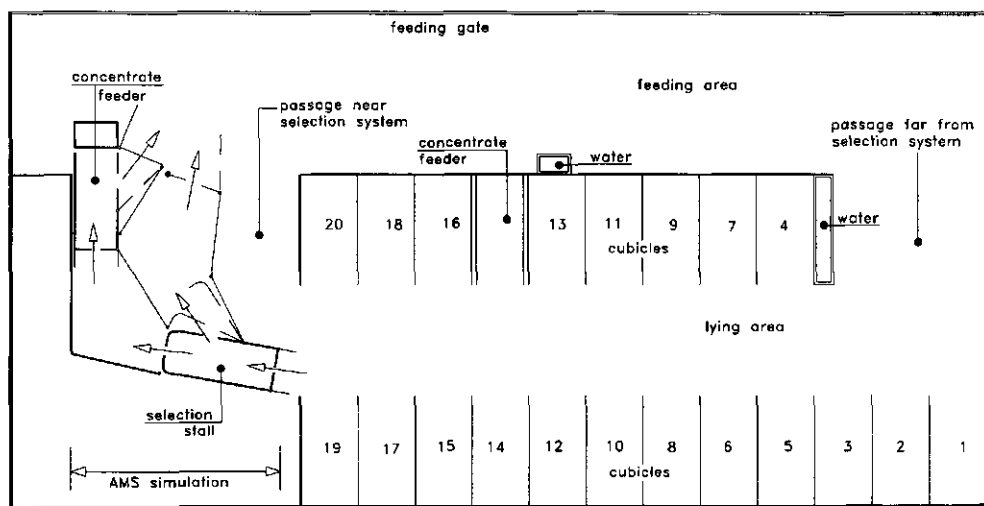 feeding gate
concentrate
feeder
feeding area
passage near
selection system
passage far from
selection system
concentrate
feeder
water
20 18 16 13 11 9 7 4
water
cubicles
lying area
selection
stall
19 17 15 14 12 10 8 6 5 3 2 1
cubicles
AMS simulation